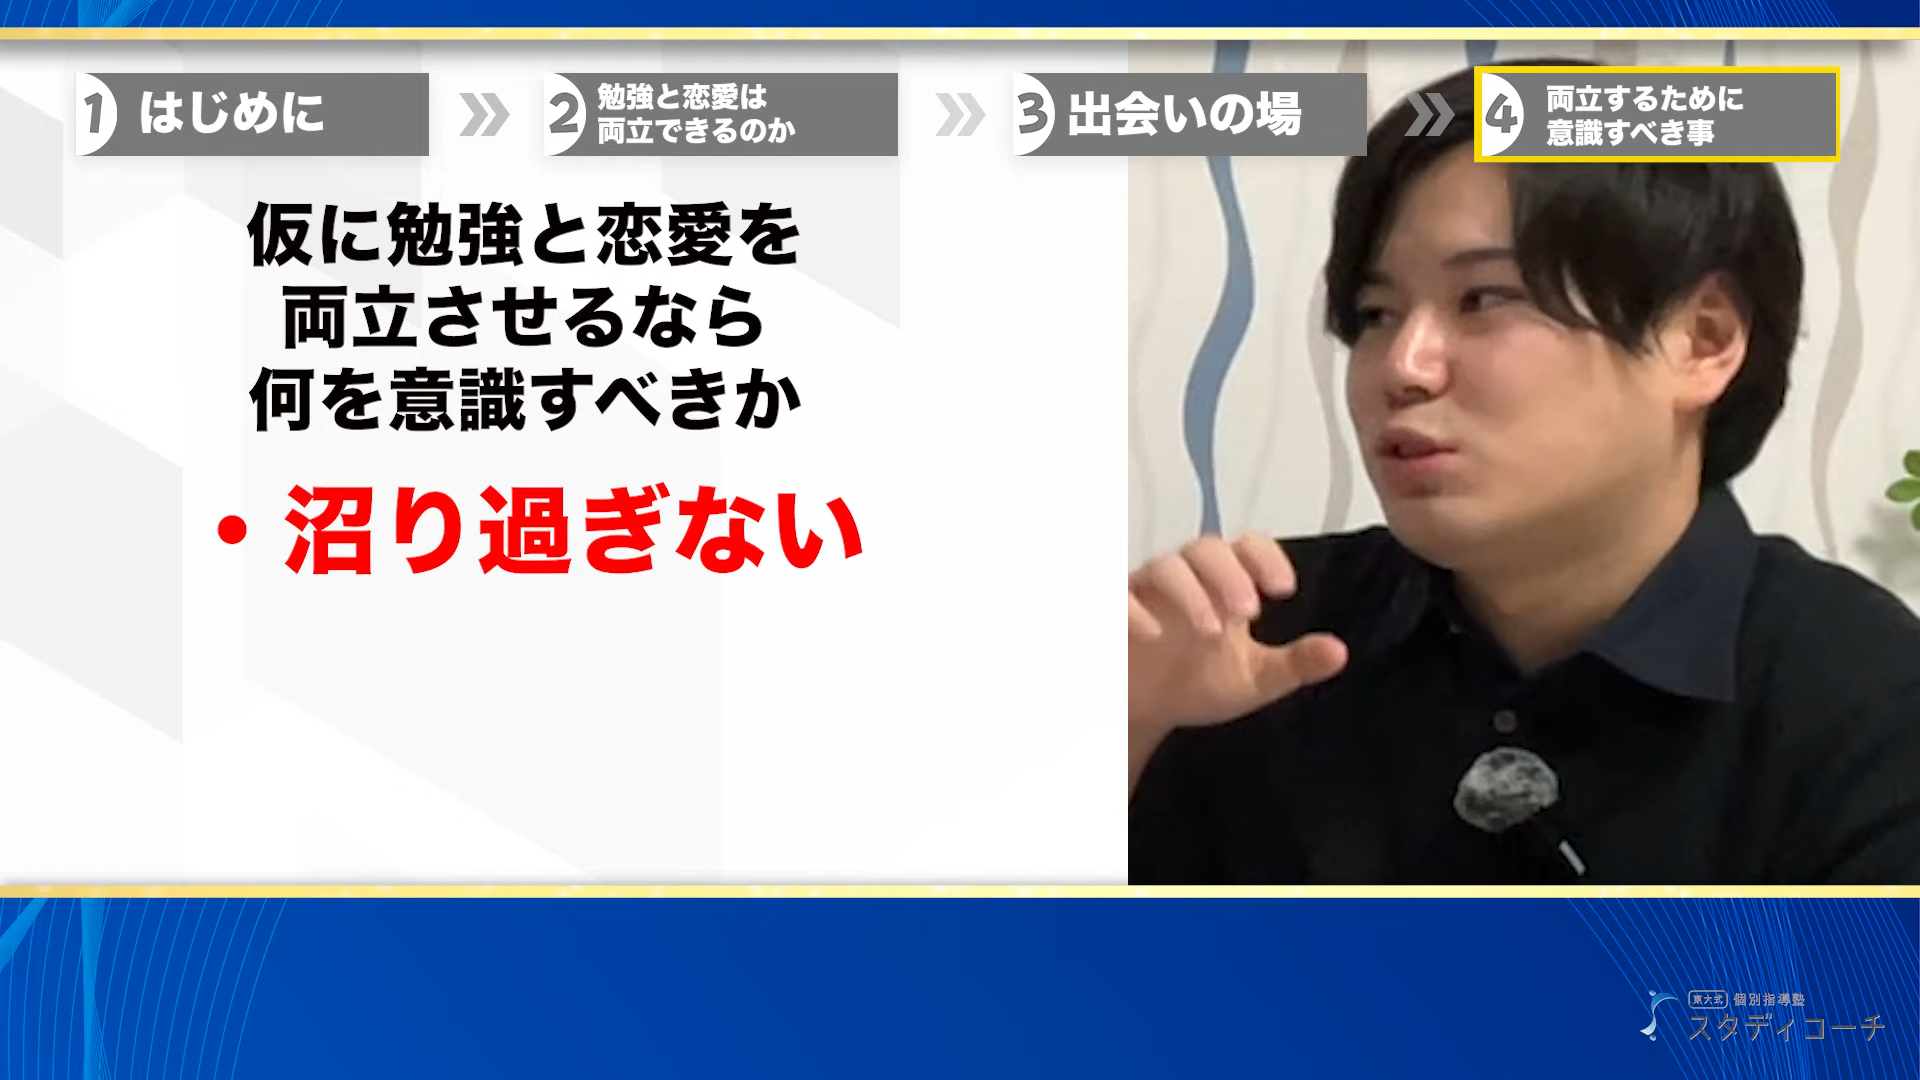 1 はじめに
2 勉強と恋愛は
両立できるのか
3 出会いの場
4 両立するために
意識すべき事
仮に勉強と恋愛を
両立させるなら
何を意識すべきか
・沼り過ぎない
東大式 個別指導塾
スタディコーチ